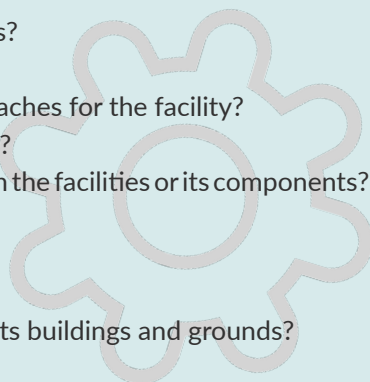 s?
aches for the facility?
?
n the facilities or its components?
ts buildings and grounds?